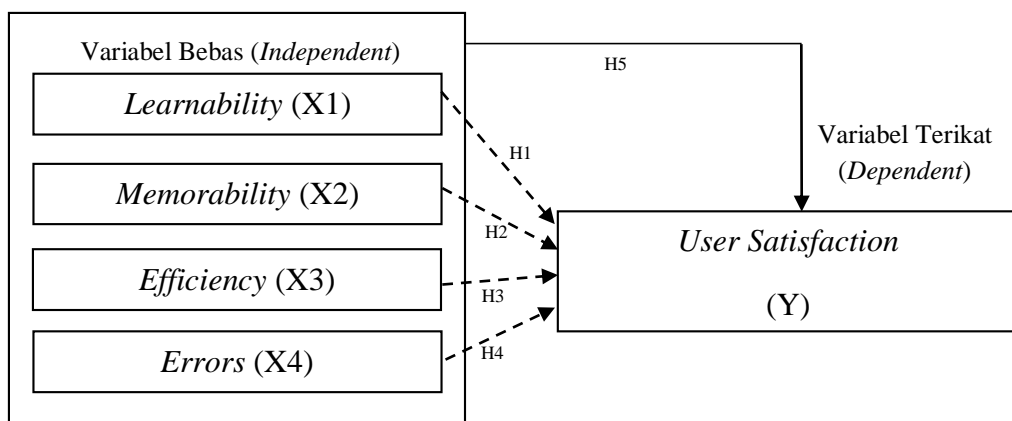 Variabel Bebas (Independent)
Learnability (X1)
Memorability (X2)
Efficiency (X3)
Errors (X4)
H1
H2
H3
H4
H5
Variabel Terikat
(Dependent)
User Satisfaction
(Y)